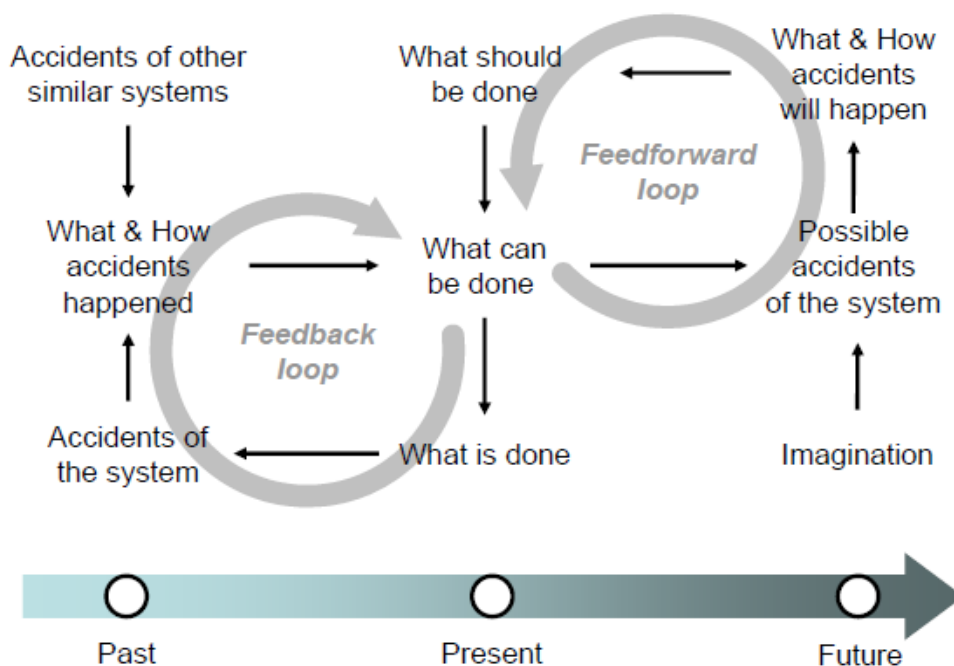 Accidents of other
similar systems
What & How
accidents
happened
Accidents of
the system
Feedback
loop
What should
be done
What can
be done
What is done
Feedforward
loop
What & How
accidents
will happen
Possible
accidents
of the system
Imagination
Past
Present
Future